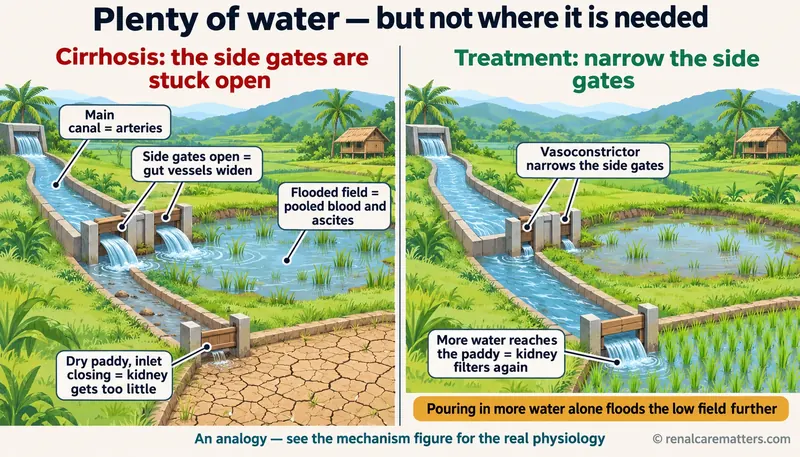 Plenty of water — but not where it is needed
Cirrhosis: the side gates are
stuck open
Main
canal = arteries
Side gates open =
gut vessels widen
Flooded field =
pooled blood and
ascites
Dry paddy, inlet
closing = kidney
gets too little
Treatment: narrow the side
gates
Vasoconstrictor
narrows the side gates
More water reaches
the paddy = kidney
filters again
Pouring in more water alone floods the low field further
An analogy — see the mechanism figure for the real physiology
© renalcarematters.com